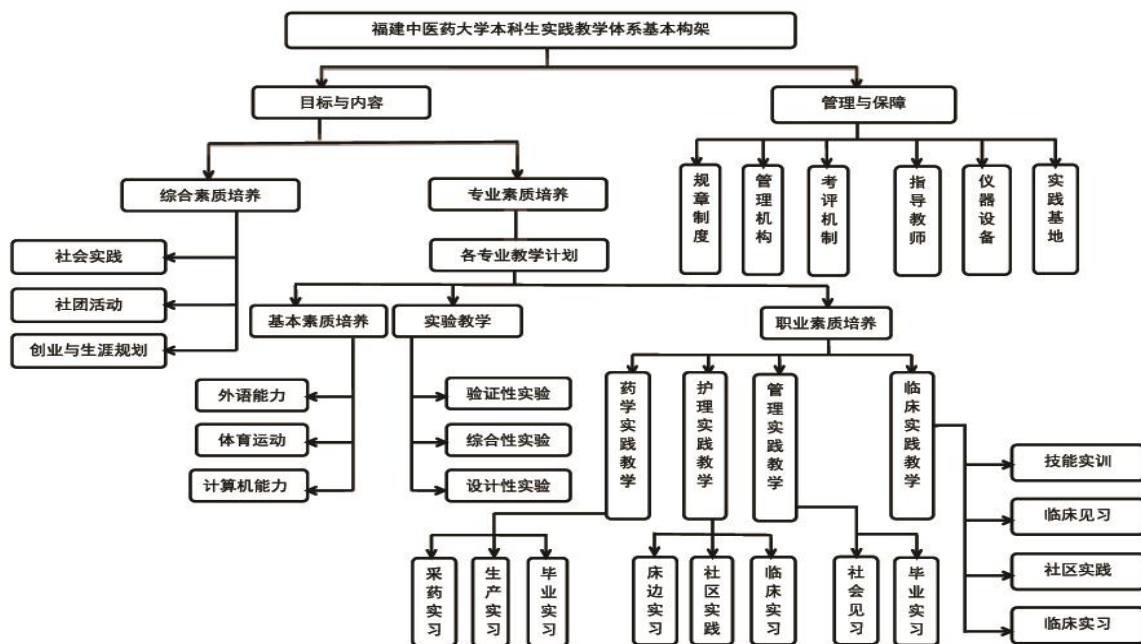 福建中医药大学本科生实践教学体系基本构架
目标与内容
管理与保障
规章制度
管理机构
考评机制
指导教师
仪器设备
实践基地
综合素质培养
专业素质培养
社会实践
社团活动
创业与生涯规划
各专业教学计划
基本素质培养
实验教学
职业素质培养
外语能力
体育运动
计算机能力
验证性实验
综合性实验
设计性实验
药学实践教学
护理实践教学
管理实践教学
临床实践教学
采药实习
生产实习
毕业实习
床边实习
社区实践
临床实习
社会见习
毕业实习
技能实训
临床见习
社区实践
临床实习